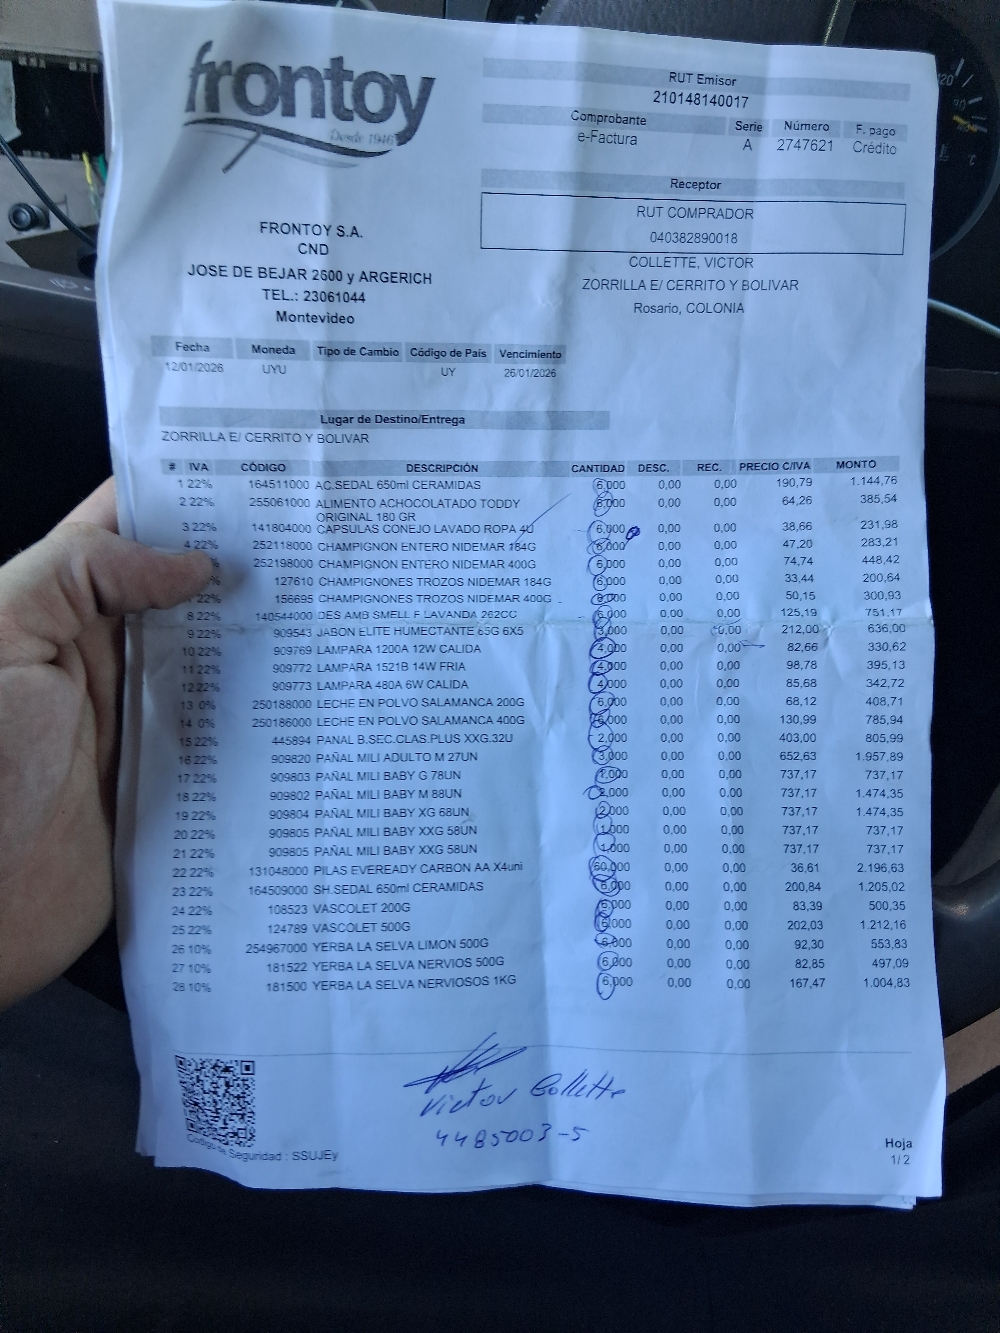 frontoy
Desde 1946
RUT Emisor
210148140017
Comprobante Serie Número F. pago
e-Factura A 2747621 Crédito
Receptor
RUT COMPRADOR
040382890018
COLLETTE, VICTOR
ZORRILLA E/ CERRITO Y BOLIVAR
Rosario, COLONIA
FRONTOY S.A.
CND
JOSE DE BEJAR 2600 y ARGERICH
TEL.: 23061044
Montevideo
Fecha Moneda Tipo de Cambio Código de País Vencimiento
12/01/2026 UYU UY 26/01/2026
Lugar de Destino/Entrega
ZORRILLA E/ CERRITO Y BOLIVAR
# IVA CÓDIGO DESCRIPCIÓN CANTIDAD DESC. REC. PRECIO C/IVA MONTO
1 22% 164511000 AC.SEDAL 650ml CERAMIDAS 6,000 0,00 0,00 190,79 1.144,76
2 22% 255061000 ALIMENTO ACHOCOLATADO TODDY 6,000 0,00 0,00 64,26 385,54
ORIGINAL 180 GR
3 22% 141804000 CAPSULAS CONEJO LAVADO ROPA 4U 6,000 0,00 0,00 38,66 231,98
4 22% 252118000 CHAMPIGNON ENTERO NIDEMAR 184G 6,000 0,00 0,00 47,20 283,21
252198000 CHAMPIGNON ENTERO NIDEMAR 400G 6,000 0,00 0,00 74,74 448,42
127610 CHAMPIGNONES TROZOS NIDEMAR 184G 6,000 0,00 0,00 33,44 200,64
22% 156695 CHAMPIGNONES TROZOS NIDEMAR 400G 6,000 0,00 0,00 50,15 300,93
8 22% 140544000 DES AMB SMELL F LAVANDA 262CC 6,000 0,00 0,00 125,19 751,17
9 22% 909543 JABON ELITE HUMECTANTE 65G 6X5 3,000 0,00 0,00 212,00 636,00
10 22% 909769 LAMPARA 1200A 12W CALIDA 4,000 0,00 0,00 82,66 330,62
11 22% 909772 LAMPARA 1521B 14W FRIA 4,000 0,00 0,00 98,78 395,13
12 22% 909773 LAMPARA 480A 6W CALIDA 4,000 0,00 0,00 85,68 342,72
13 0% 250188000 LECHE EN POLVO SALAMANCA 200G 6,000 0,00 0,00 68,12 408,71
14 0% 250186000 LECHE EN POLVO SALAMANCA 400G 6,000 0,00 0,00 130,99 785,94
15 22% 445894 PANAL B.SEC.CLAS.PLUS XXG.32U 2,000 0,00 0,00 403,00 805,99
16 22% 909820 PAÑAL MILI ADULTO M 27UN 3,000 0,00 0,00 652,63 1.957,89
17 22% 909803 PAÑAL MILI BABY G 78UN 1,000 0,00 0,00 737,17 737,17
18 22% 909802 PAÑAL MILI BABY M 88UN 2,000 0,00 0,00 737,17 1.474,35
19 22% 909804 PAÑAL MILI BABY XG 68UN 2,000 0,00 0,00 737,17 1.474,35
20 22% 909805 PAÑAL MILI BABY XXG 58UN 1,000 0,00 0,00 737,17 737,17
21 22% 909805 PAÑAL MILI BABY XXG 58UN 1,000 0,00 0,00 737,17 737,17
22 22% 131048000 PILAS EVEREADY CARBON AA X4uni 60,000 0,00 0,00 36,61 2.196,63
23 22% 164509000 SH.SEDAL 650ml CERAMIDAS 6,000 0,00 0,00 200,84 1.205,02
24 22% 108523 VASCOLET 200G 6,000 0,00 0,00 83,39 500,35
25 22% 124789 VASCOLET 500G 6,000 0,00 0,00 202,03 1.212,16
26 10% 254967000 YERBA LA SELVA LIMON 500G 6,000 0,00 0,00 92,30 553,83
27 10% 181522 YERBA LA SELVA NERVIOS 500G 6,000 0,00 0,00 82,85 497,09
28 10% 181500 YERBA LA SELVA NERVIOSOS 1KG 6,000 0,00 0,00 167,47 1.004,83
Victor Collette
4485003-5
Código de Seguridad : SSUJEy
Hoja
1/2